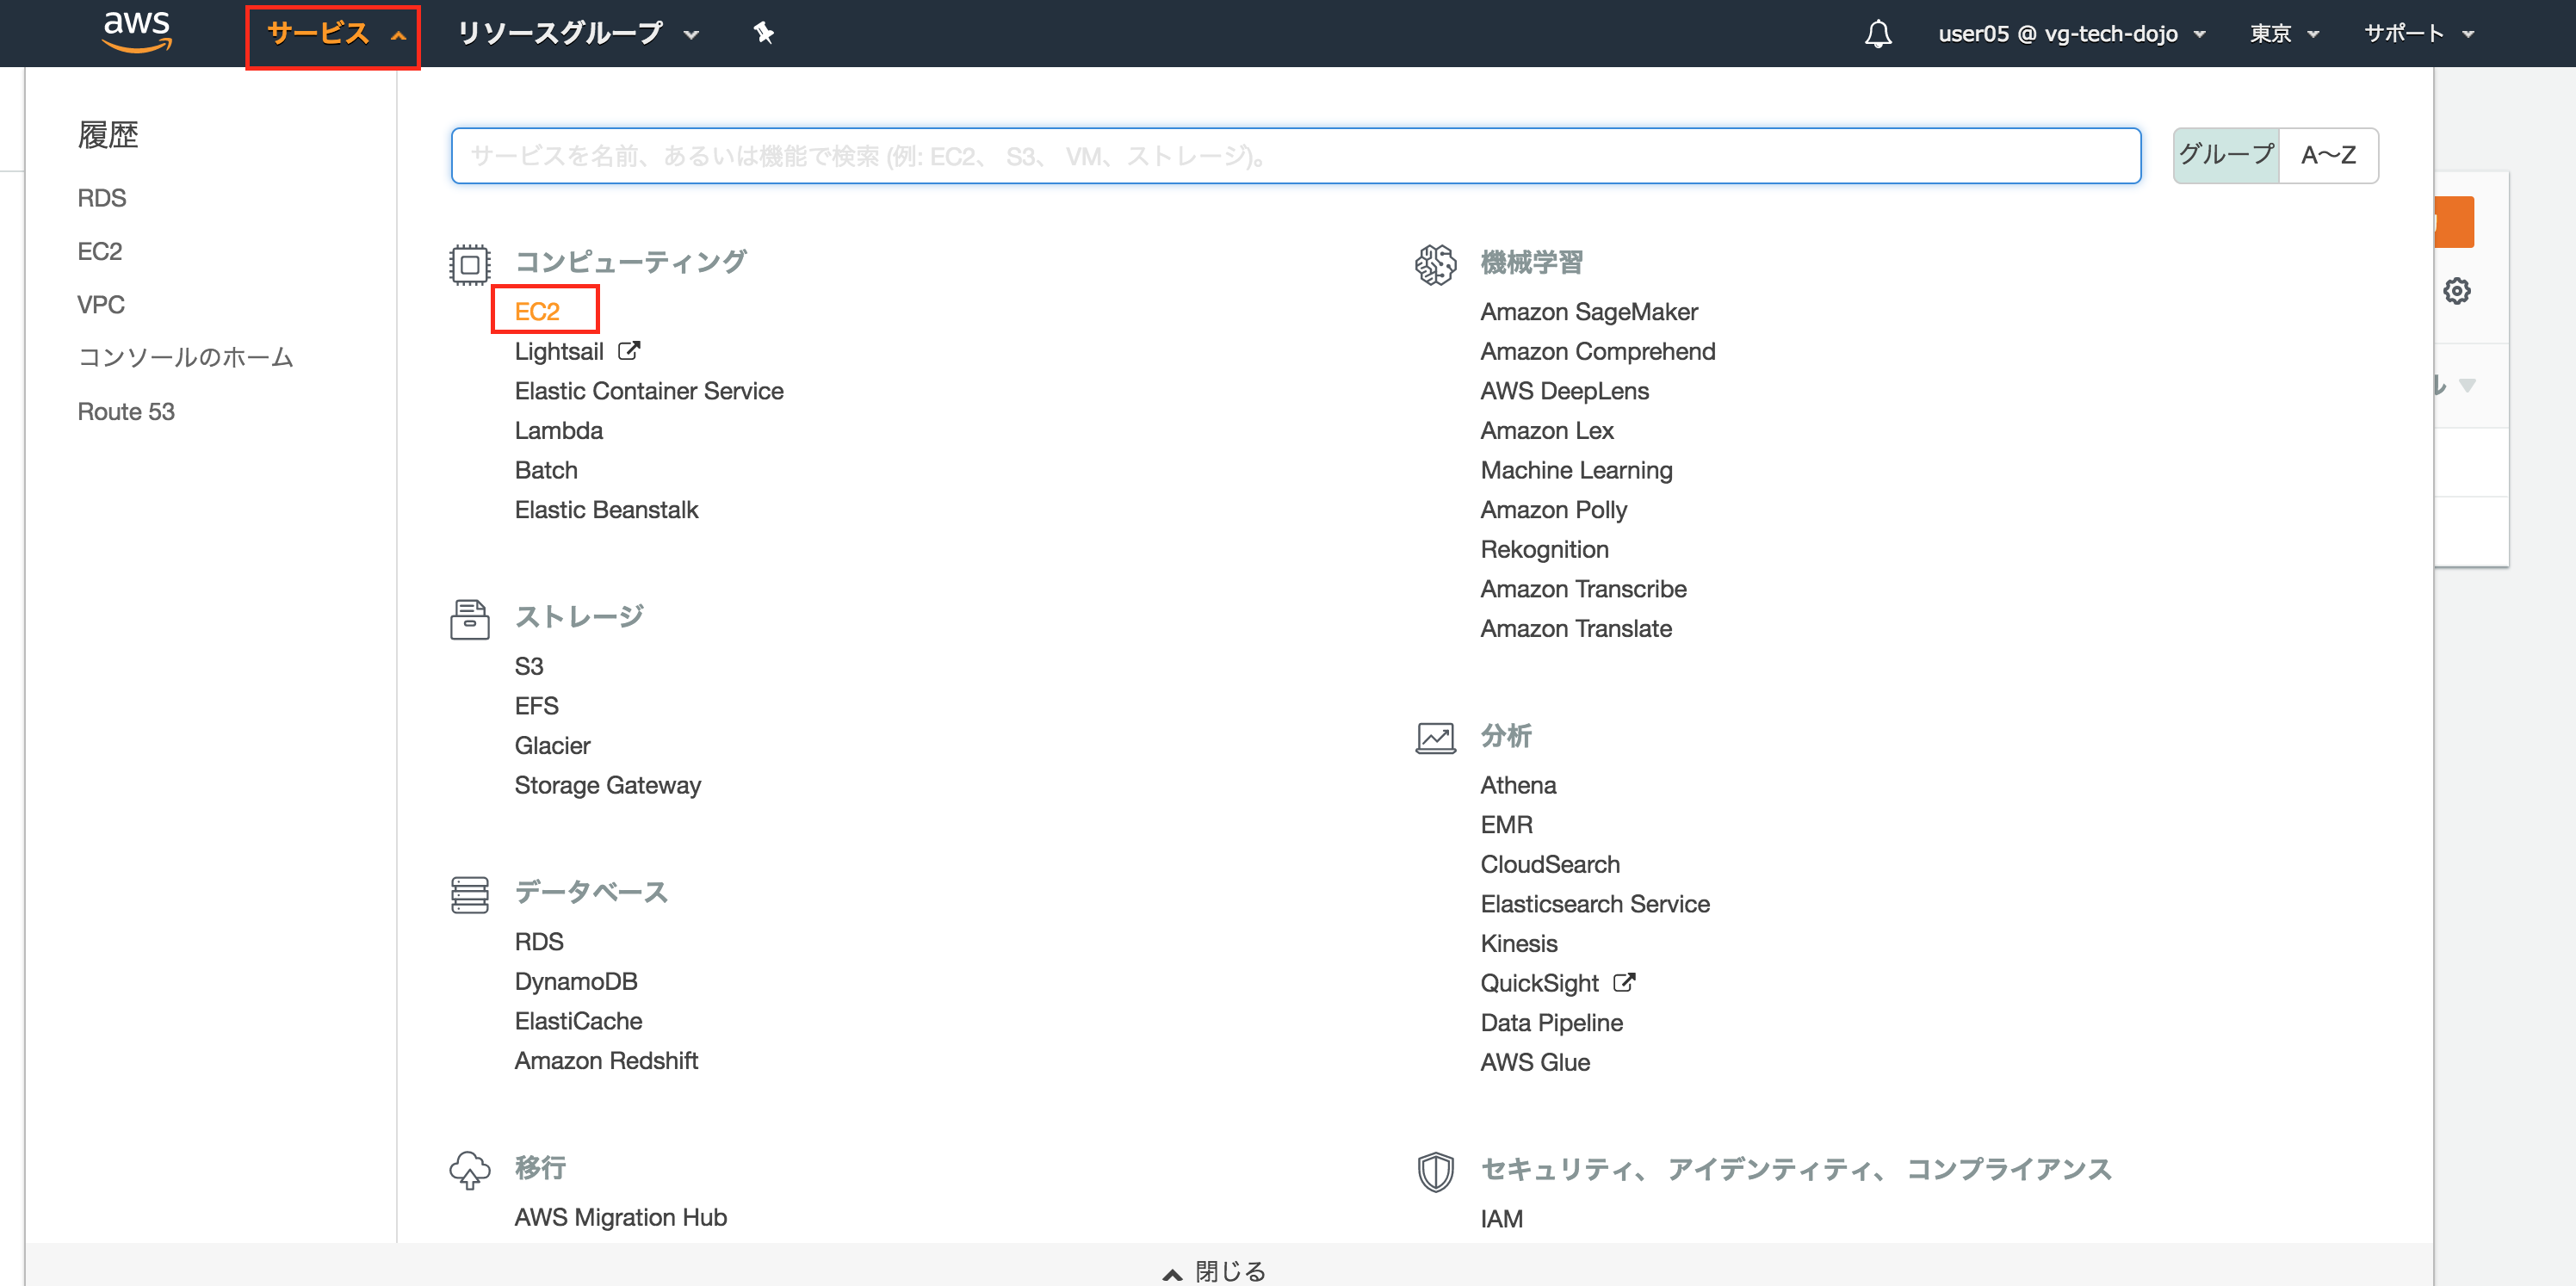 aws サービス リソースグループ user05 @ vg-tech-dojo 東京 サポート
履歴
RDS
EC2
VPC
コンソールのホーム
Route 53
サービスを名前、あるいは機能で検索 (例: EC2、 S3、 VM、ストレージ)。
グループ A〜Z
コンピューティング
EC2
Lightsail
Elastic Container Service
Lambda
Batch
Elastic Beanstalk
ストレージ
S3
EFS
Glacier
Storage Gateway
データベース
RDS
DynamoDB
ElastiCache
Amazon Redshift
移行
AWS Migration Hub
機械学習
Amazon SageMaker
Amazon Comprehend
AWS DeepLens
Amazon Lex
Machine Learning
Amazon Polly
Rekognition
Amazon Transcribe
Amazon Translate
分析
Athena
EMR
CloudSearch
Elasticsearch Service
Kinesis
QuickSight
Data Pipeline
AWS Glue
セキュリティ、 アイデンティティ、 コンプライアンス
IAM
ル
閉じる